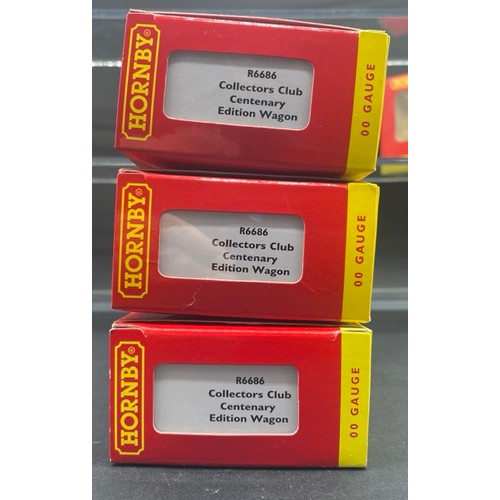 HORNBY®
R6686
Collectors Club
Centenary
Edition Wagon
00 GAUGE
HORNBY®
R6686
Collectors Club
Centenary
Edition Wagon
00 GAUGE
HORNBY®
R6686
Collectors Club
Centenary
Edition Wagon
00 GAUGE